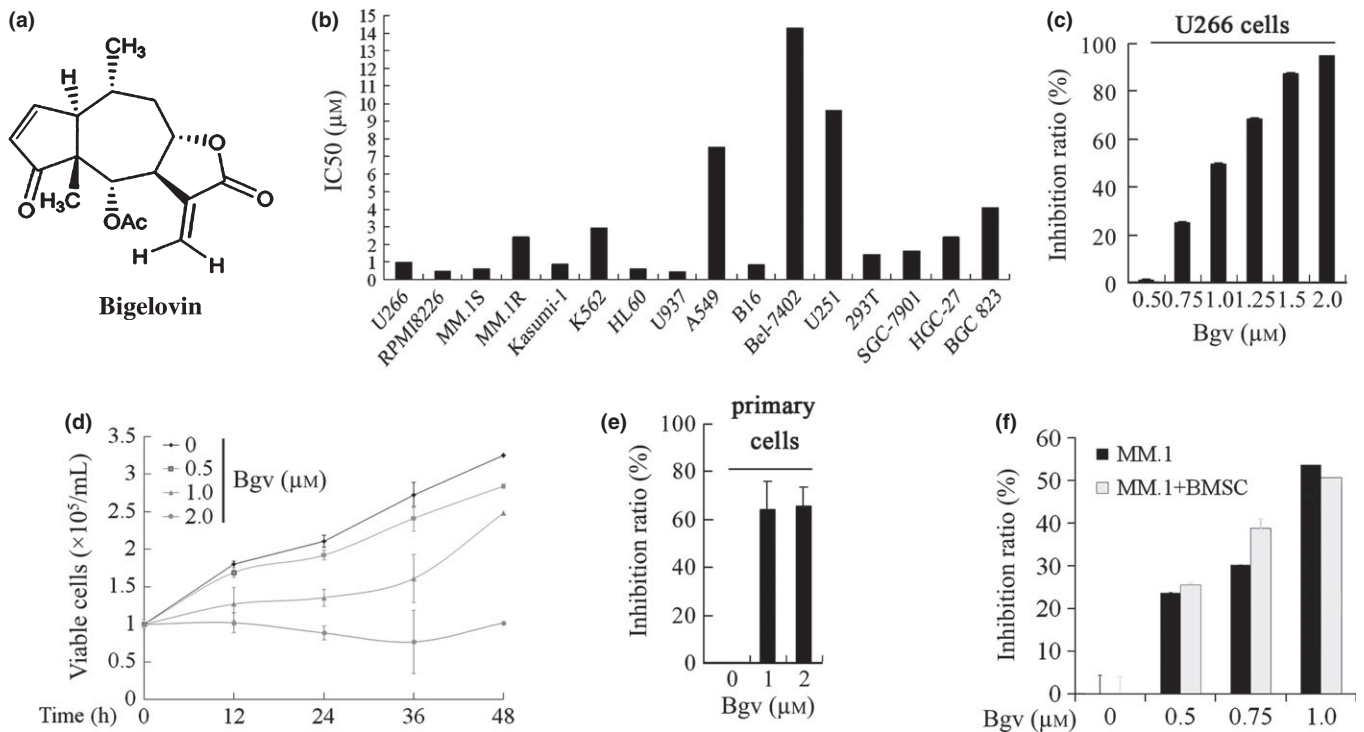 (a)
CH₃
H
O
O
O
H₃C
OAc
H
H
Bigelovin
(b)
IC50 (μM)
15
14
13
12
11
10
9
8
7
6
5
4
3
2
1
0
U266
RPMI8226
MM.1S
MM.1R
Kasumi-1
K562
HL60
U937
A549
B16
Bel-7402
U251
293T
SGC-7901
HGC-27
BGC 823
(c)
U266 cells
Inhibition ratio (%)
100
80
60
40
20
0
0.5 0.75 1.0 1.25 1.5 2.0
Bgv (μM)
(d)
Viable cells (×10⁵/mL)
3.5
3
2.5
2
1.5
1
0.5
0
0
0.5
1.0
2.0
Bgv (μM)
Time (h) 0 12 24 36 48
(e)
primary
cells
Inhibition ratio (%)
100
80
60
40
20
0
0 1 2
Bgv (μM)
(f)
Inhibition ratio (%)
60
50
40
30
20
10
0
MM.1
MM.1+BMSC
Bgv (μM) 0 0.5 0.75 1.0